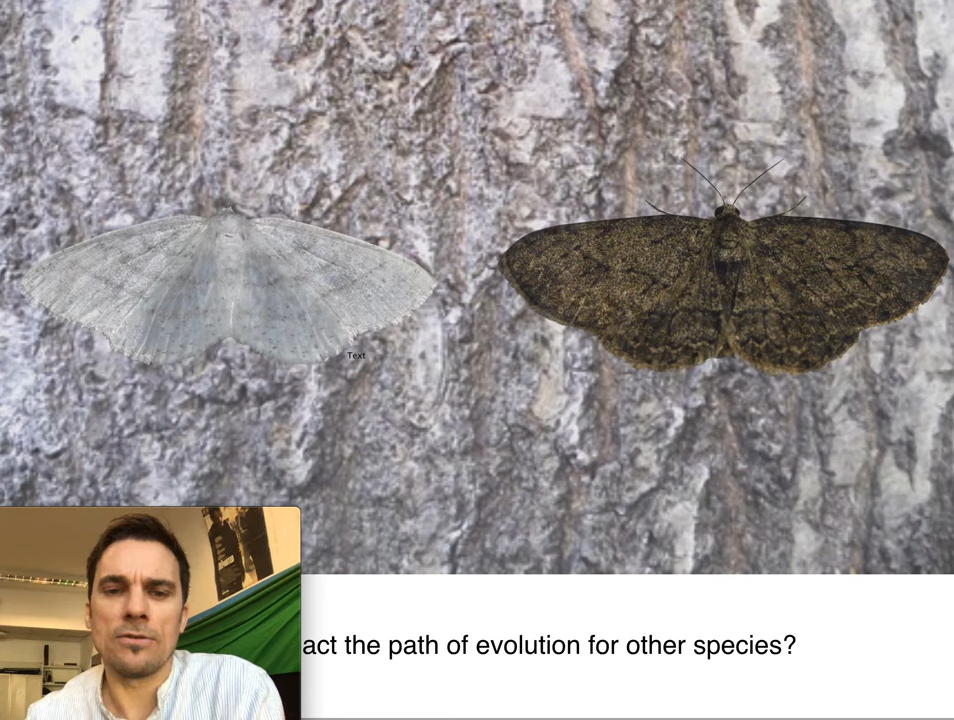 Text
act the path of evolution for other species?